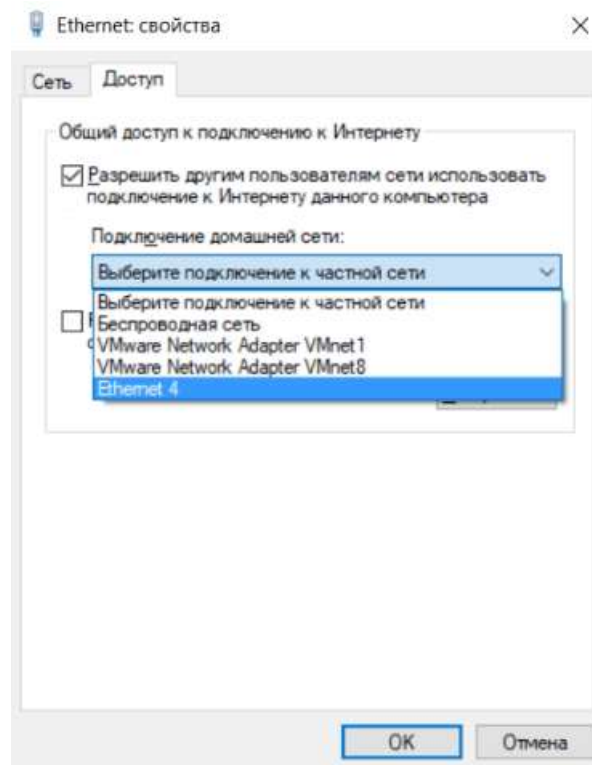 Ethernet: свойства
Сеть
Доступ
Общий доступ к подключению к Интернету
Разрешить другим пользователям сети использовать
подключение к Интернету данного компьютера
Подключение домашней сети:
Выберите подключение к частной сети
Выберите подключение к частной сети
Беспроводная сеть
VMware Network Adapter VMnet1
VMware Network Adapter VMnet8
Ethernet 4
OK
Отмена